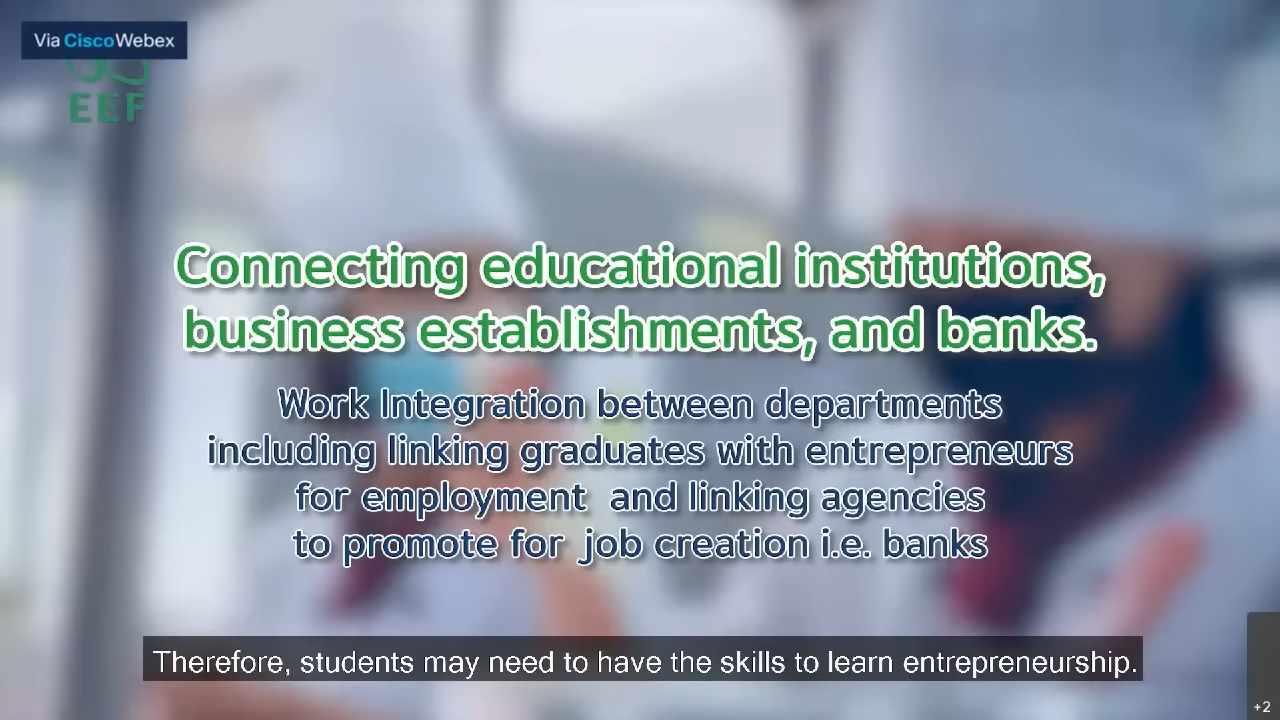 Via Cisco Webex
EEF
Connecting educational institutions,
business establishments, and banks.
Work Integration between departments
including linking graduates with entrepreneurs
for employment and linking agencies
to promote for job creation i.e. banks
Therefore, students may need to have the skills to learn entrepreneurship.
+2